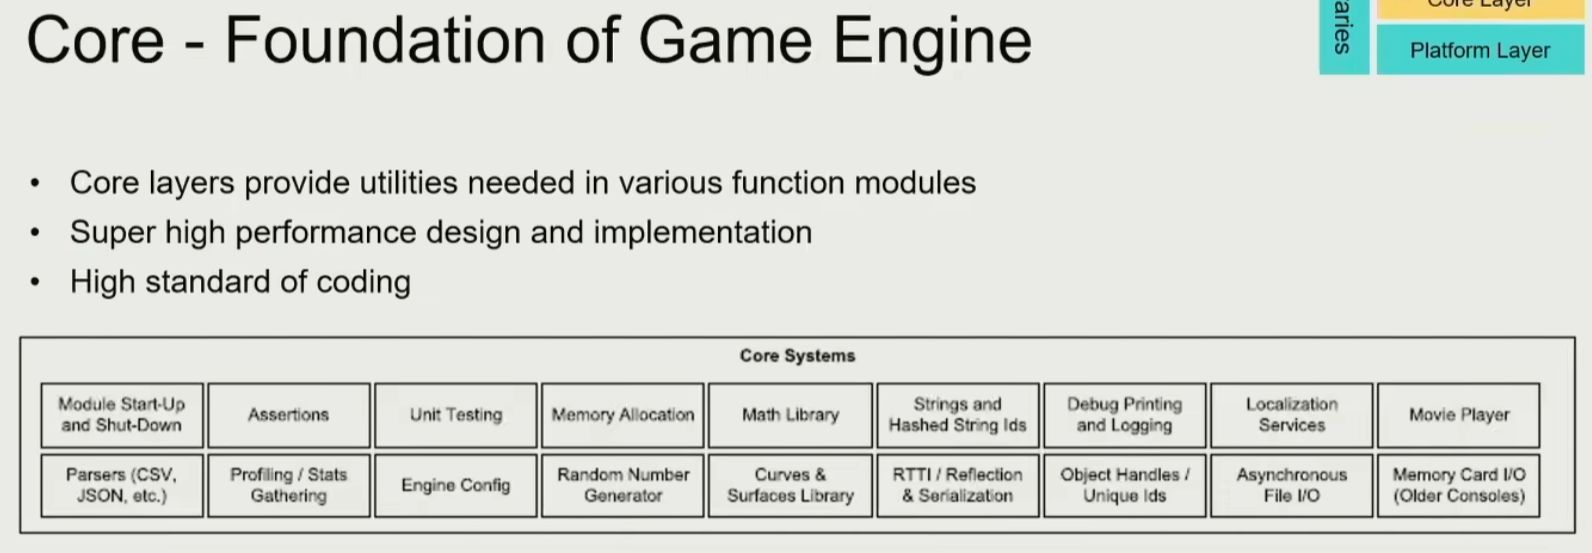 Core - Foundation of Game Engine
Core Layer
Platform Layer
aries
• Core layers provide utilities needed in various function modules
• Super high performance design and implementation
• High standard of coding
Core Systems
Module Start-Up
and Shut-Down
Assertions
Unit Testing
Memory Allocation
Math Library
Strings and
Hashed String Ids
Debug Printing
and Logging
Localization
Services
Movie Player
Parsers (CSV,
JSON, etc.)
Profiling / Stats
Gathering
Engine Config
Random Number
Generator
Curves &
Surfaces Library
RTTI / Reflection
& Serialization
Object Handles /
Unique Ids
Asynchronous
File I/O
Memory Card I/O
(Older Consoles)